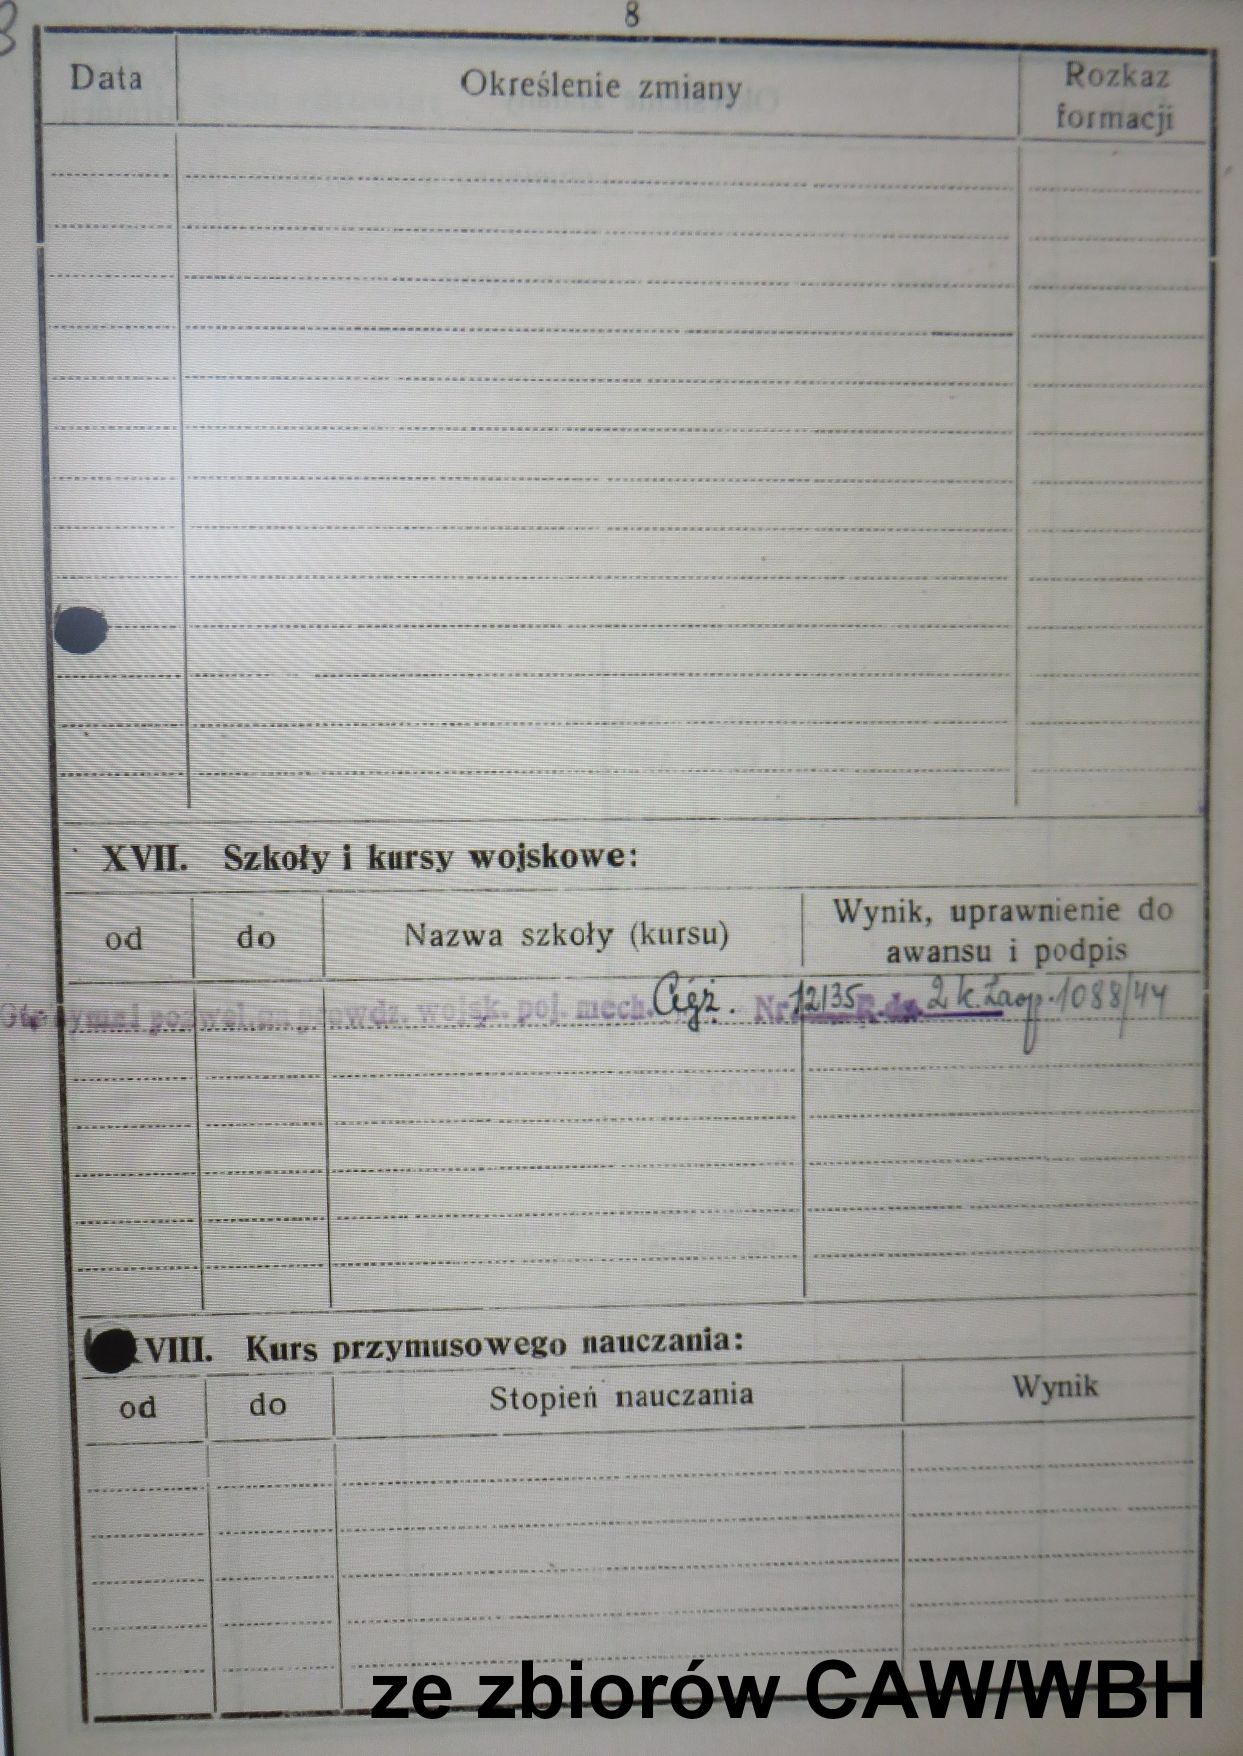 8
Data Określenie zmiany Rozkaz formacji
XVII. Szkoły i kursy wojskowe:
od do Nazwa szkoły (kursu) Wynik, uprawnienie do awansu i podpis
Otrzymał pozwol. na prowdz. wojsk. poj. mech. Cięż. Nr 12135 R. dz. 2 k. Zaop. 1088/44
VIII. Kurs przymusowego nauczania:
od do Stopień nauczania Wynik
ze zbiorów CAW/WBH